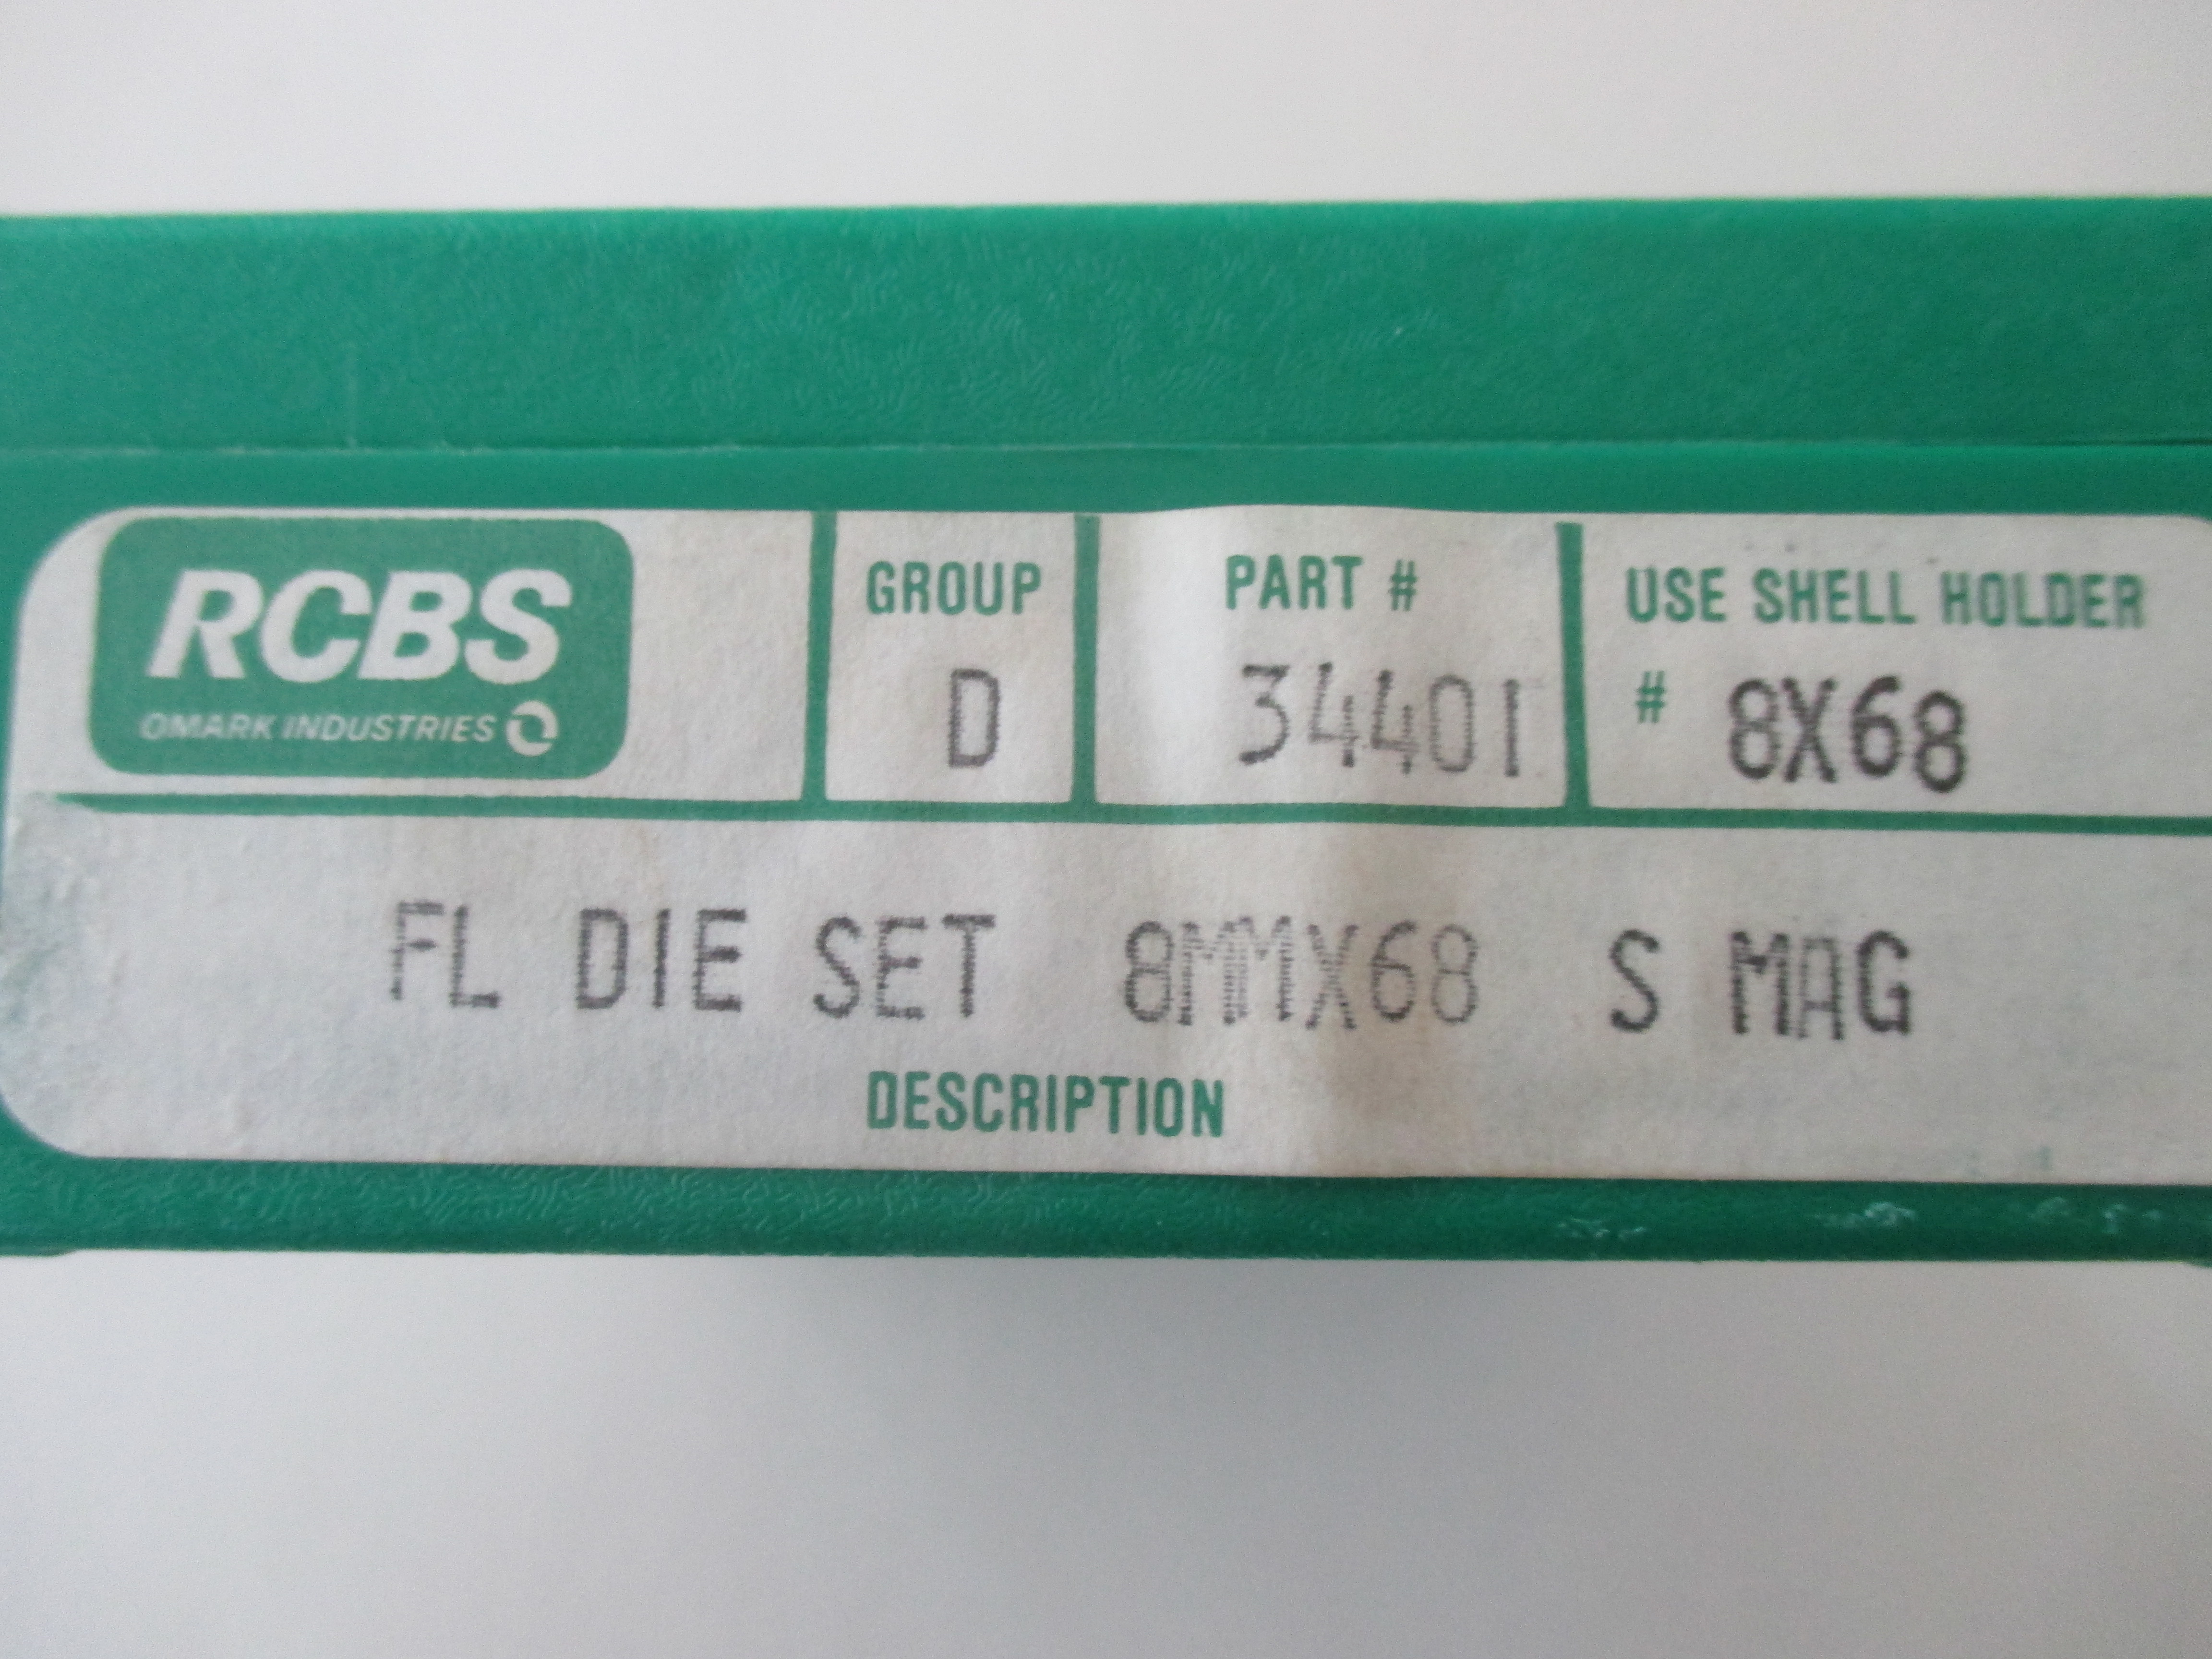 RCBS
OMARK INDUSTRIES
GROUP
D
PART #
34401
USE SHELL HOLDER
# 8X68
FL DIE SET 8MMX68 S MAG
DESCRIPTION